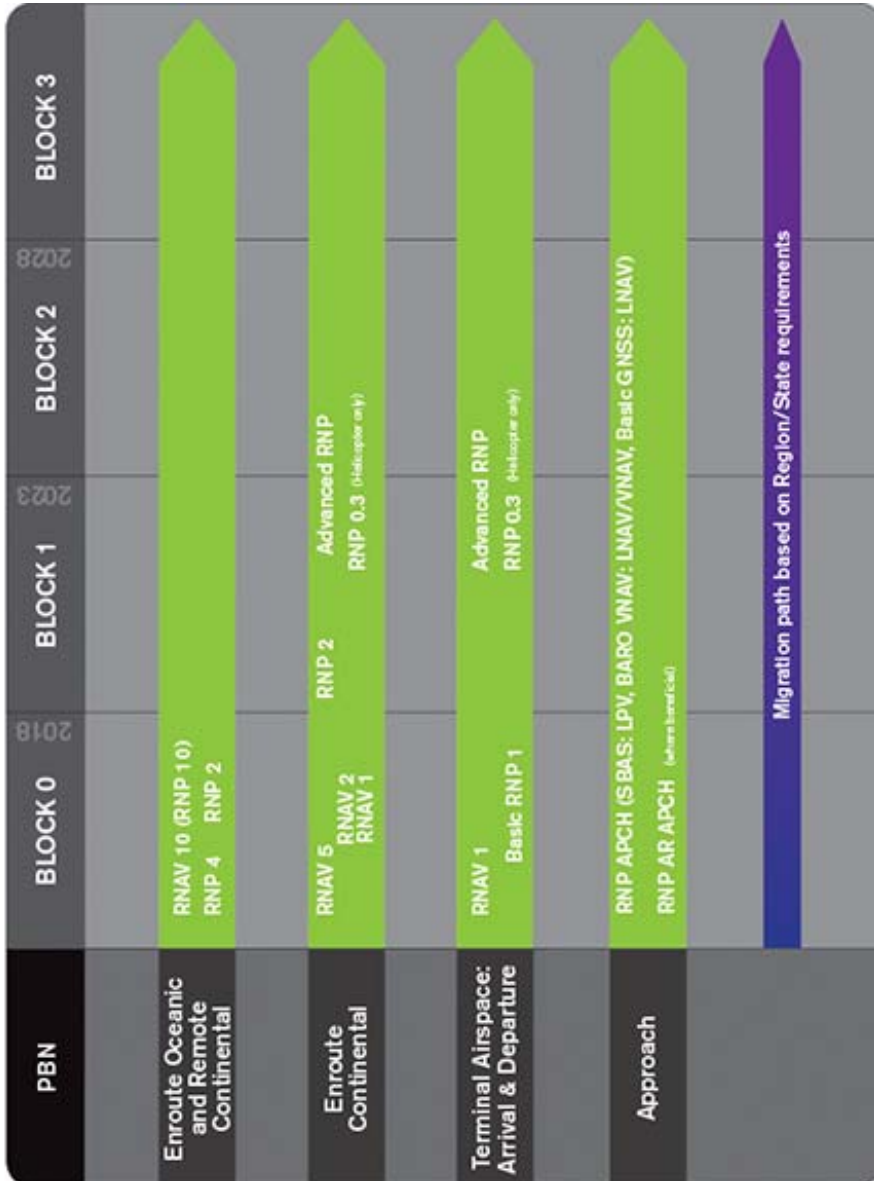 PBN
BLOCK 0
2018
BLOCK 1
2023
BLOCK 2
2028
BLOCK 3
Enroute Oceanic
and Remote
Continental
RNAV 10 (RNP 10)
RNP 4 RNP 2
Enroute
Continental
RNAV 5
RNAV 2
RNAV 1
RNP 2
Advanced RNP
RNP 0.3 (Helicopter only)
Terminal Airspace:
Arrival & Departure
RNAV 1
Basic RNP 1
Advanced RNP
RNP 0.3 (Helicopter only)
Approach
RNP APCH (SBAS: LPV, BARO VNAV: LNAV/VNAV, Basic GNSS: LNAV)
RNP AR APCH (where beneficial)
Migration path based on Region/State requirements